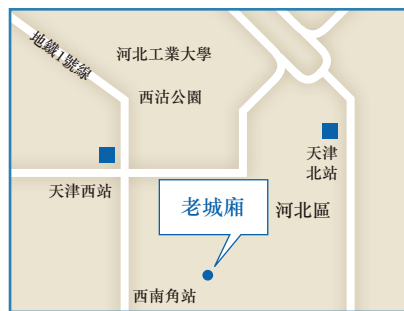 地鐵1號線
河北工業大學
西沽公園
天津
北站
天津西站
老城廂
河北區
西南角站